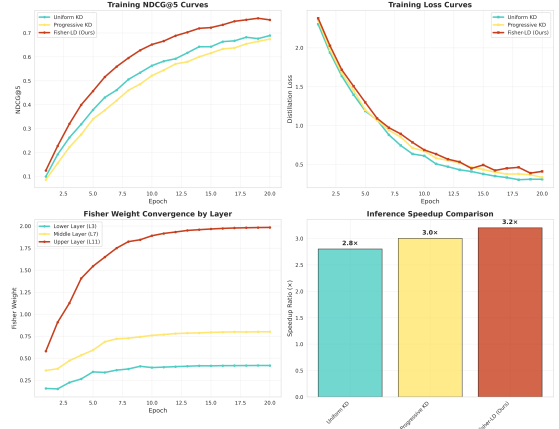 Training NDCG@5 Curves
Uniform KD
Progressive KD
Fisher-LD (Ours)
NDCG@5
0.7
0.6
0.5
0.4
0.3
0.2
0.1
2.5 5.0 7.5 10.0 12.5 15.0 17.5 20.0
Epoch
Training Loss Curves
Uniform KD
Progressive KD
Fisher-LD (Ours)
Distillation Loss
2.0
1.5
1.0
0.5
2.5 5.0 7.5 10.0 12.5 15.0 17.5 20.0
Epoch
Fisher Weight Convergence by Layer
Lower Layer (L3)
Middle Layer (L7)
Upper Layer (L11)
Fisher Weight
2.00
1.75
1.50
1.25
1.00
0.75
0.50
0.25
2.5 5.0 7.5 10.0 12.5 15.0 17.5 20.0
Epoch
Inference Speedup Comparison
2.8×
3.0×
3.2×
Speedup Ratio (×)
3.0
2.5
2.0
1.5
1.0
0.5
0.0
Uniform KD
Progressive KD
Fisher-LD (Ours)